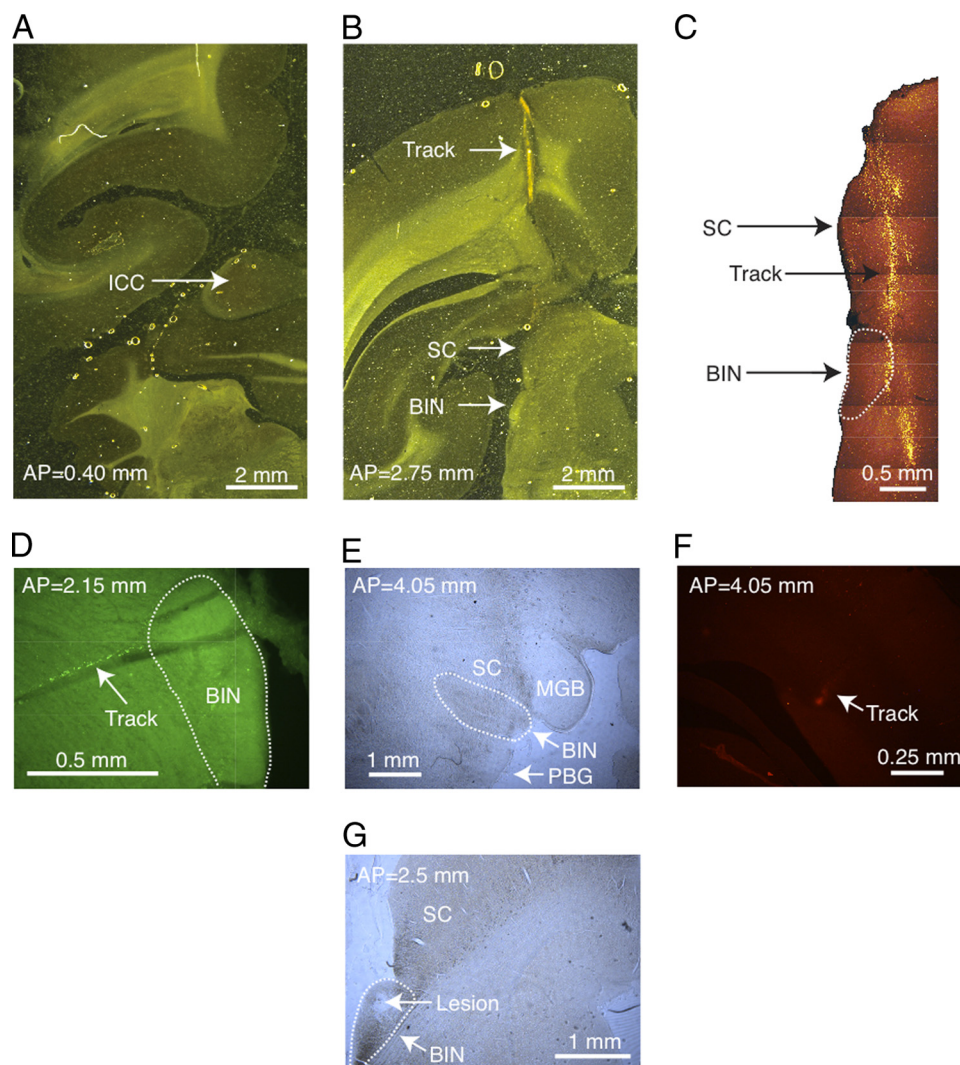 A
ICC
AP=0.40 mm
2 mm
B
10
Track
SC
BIN
AP=2.75 mm
2 mm
C
SC
Track
BIN
0.5 mm
D
AP=2.15 mm
BIN
Track
0.5 mm
E
AP=4.05 mm
SC
MGB
BIN
1 mm
PBG
F
AP=4.05 mm
Track
0.25 mm
G
AP=2.5 mm
SC
Lesion
BIN
1 mm